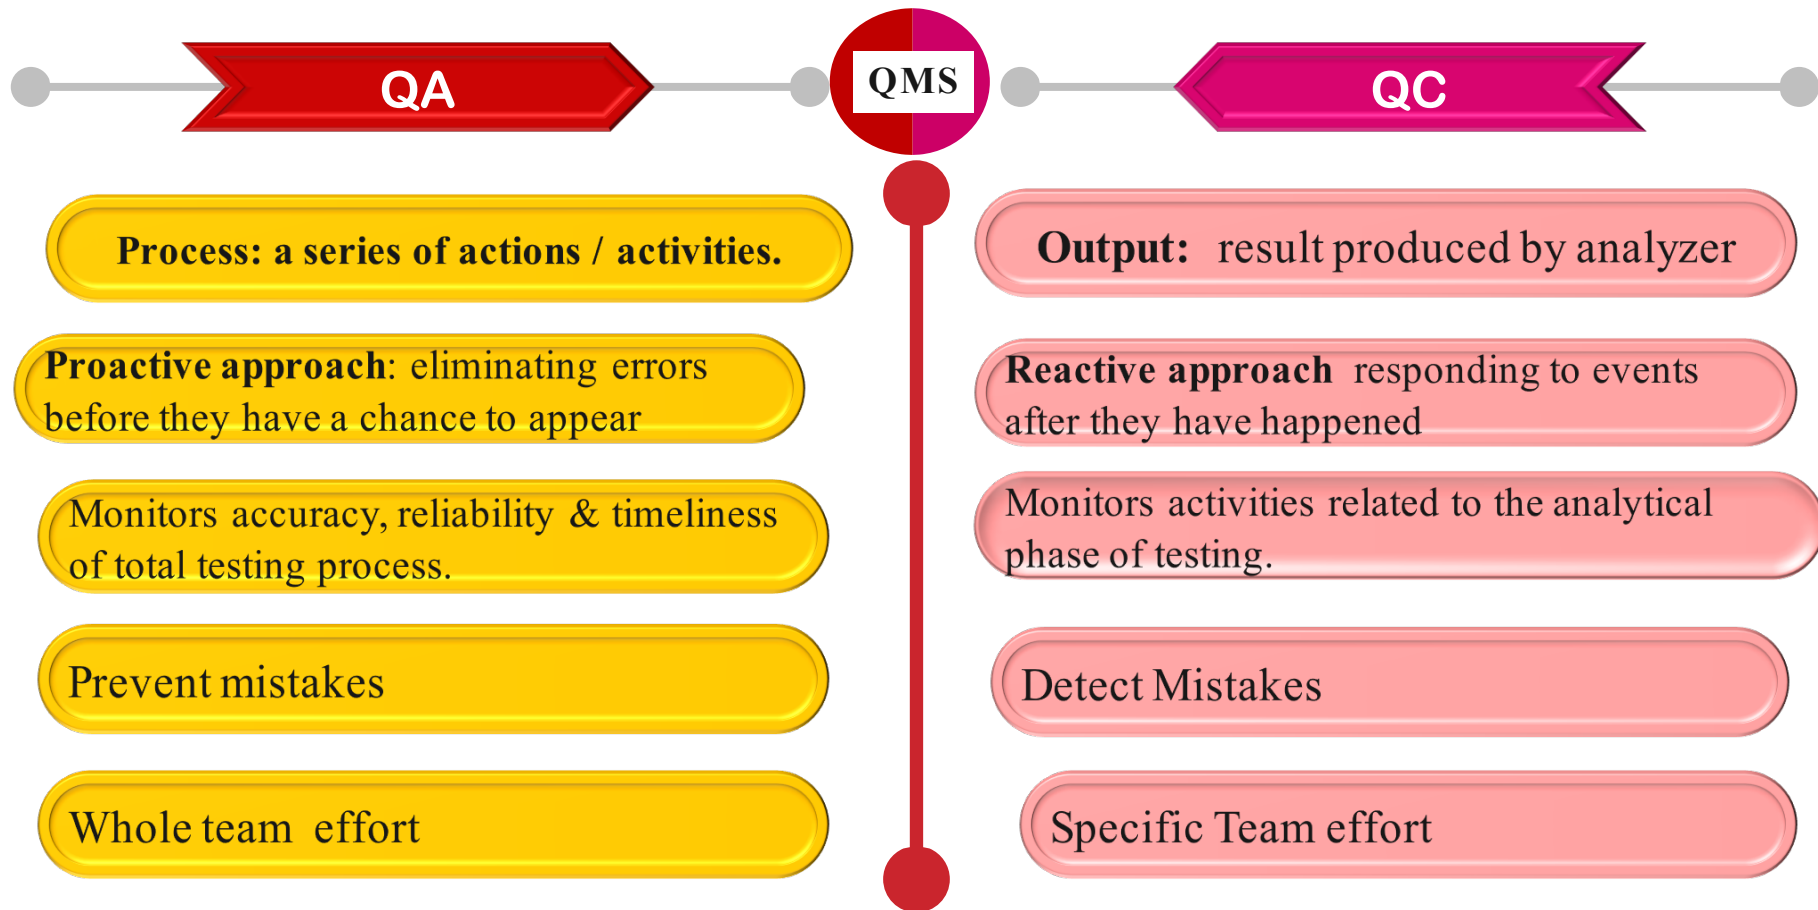 QA
QMS
QC
Process: a series of actions / activities.
Proactive approach: eliminating errors
before they have a chance to appear
Monitors accuracy, reliability & timeliness
of total testing process.
Prevent mistakes
Whole team effort
Output: result produced by analyzer
Reactive approach responding to events
after they have happened
Monitors activities related to the analytical
phase of testing.
Detect Mistakes
Specific Team effort